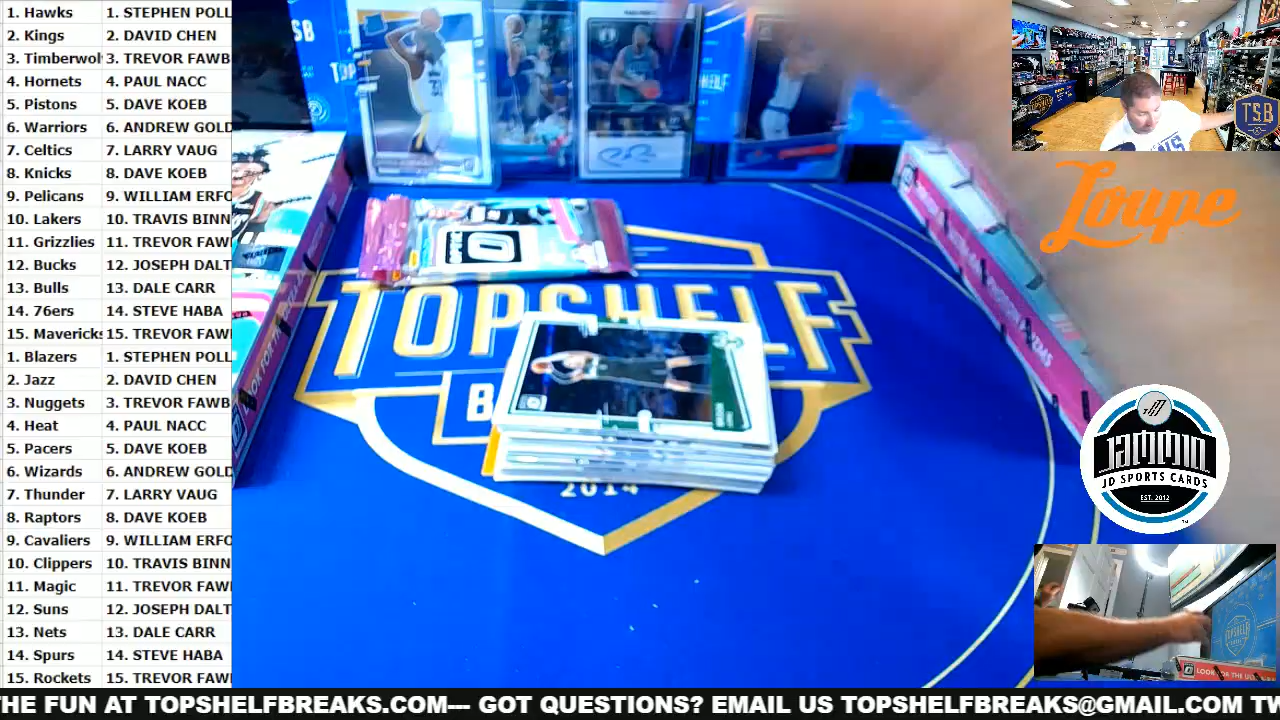 1. Hawks 1. STEPHEN POLL
2. Kings 2. DAVID CHEN
3. Timberwol 3. TREVOR FAWB
4. Hornets 4. PAUL NACC
5. Pistons 5. DAVE KOEB
6. Warriors 6. ANDREW GOLD
7. Celtics 7. LARRY VAUG
8. Knicks 8. DAVE KOEB
9. Pelicans 9. WILLIAM ERFO
10. Lakers 10. TRAVIS BINN
11. Grizzlies 11. TREVOR FAW
12. Bucks 12. JOSEPH DALT
13. Bulls 13. DALE CARR
14. 76ers 14. STEVE HABA
15. Mavericks 15. TREVOR FAW
1. Blazers 1. STEPHEN POLL
2. Jazz 2. DAVID CHEN
3. Nuggets 3. TREVOR FAWB
4. Heat 4. PAUL NACC
5. Pacers 5. DAVE KOEB
6. Wizards 6. ANDREW GOLD
7. Thunder 7. LARRY VAUG
8. Raptors 8. DAVE KOEB
9. Cavaliers 9. WILLIAM ERFO
10. Clippers 10. TRAVIS BINN
11. Magic 11. TREVOR FAW
12. Suns 12. JOSEPH DALT
13. Nets 13. DALE CARR
14. Spurs 14. STEVE HABA
15. Rockets 15. TREVOR FAW
SB
OPTIC
TOPSHELF
B
2014
TSB
Loupe
JAMMIN
JD SPORTS CARDS
EST. 2012
TOPSHELF
LOOK FOR THE UL
THE FUN AT TOPSHELFBREAKS.COM--- GOT QUESTIONS? EMAIL US TOPSHELFBREAKS@GMAIL.COM TW